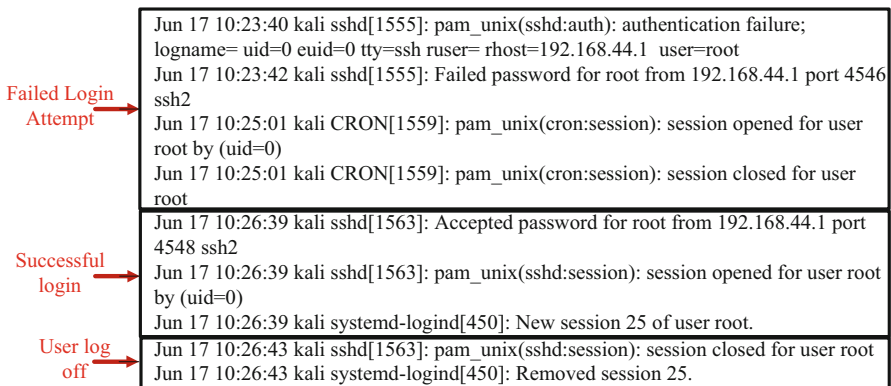 Failed Login
Attempt
Jun 17 10:23:40 kali sshd[1555]: pam_unix(sshd:auth): authentication failure;
logname= uid=0 euid=0 tty=ssh ruser= rhost=192.168.44.1  user=root
Jun 17 10:23:42 kali sshd[1555]: Failed password for root from 192.168.44.1 port 4546
ssh2
Jun 17 10:25:01 kali CRON[1559]: pam_unix(cron:session): session opened for user
root by (uid=0)
Jun 17 10:25:01 kali CRON[1559]: pam_unix(cron:session): session closed for user
root
Successful
login
Jun 17 10:26:39 kali sshd[1563]: Accepted password for root from 192.168.44.1 port
4548 ssh2
Jun 17 10:26:39 kali sshd[1563]: pam_unix(sshd:session): session opened for user root
by (uid=0)
Jun 17 10:26:39 kali systemd-logind[450]: New session 25 of user root.
User log
off
Jun 17 10:26:43 kali sshd[1563]: pam_unix(sshd:session): session closed for user root
Jun 17 10:26:43 kali systemd-logind[450]: Removed session 25.